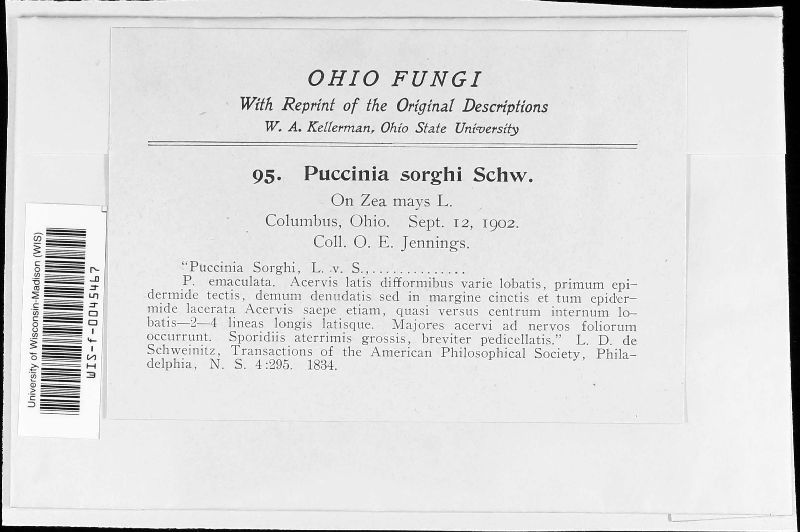 OHIO FUNGI
With Reprint of the Original Descriptions
W. A. Kellerman, Ohio State University
95. Puccinia sorghi Schw.
On Zea mays L.
Columbus, Ohio. Sept. 12, 1902.
Coll. O. E. Jennings.
"Puccinia Sorghi, L. v. S.,...............
P. emaculata. Acervis latis difformibus varie lobatis, primum epi-
dermide tectis, demum denudatis sed in margine cinctis et tum epider-
mide lacerata Acervis saepe etiam, quasi versus centrum internum lo-
batis—2—4 lineas longis latisque. Majores acervi ad nervos foliorum
occurrunt. Sporidiis aterrimis grossis, breviter pedicellatis." L. D. de
Schweinitz, Transactions of the American Philosophical Society, Phila-
delphia, N. S. 4:295. 1834.
University of Wisconsin-Madison (WIS)
WIS-f-0045467